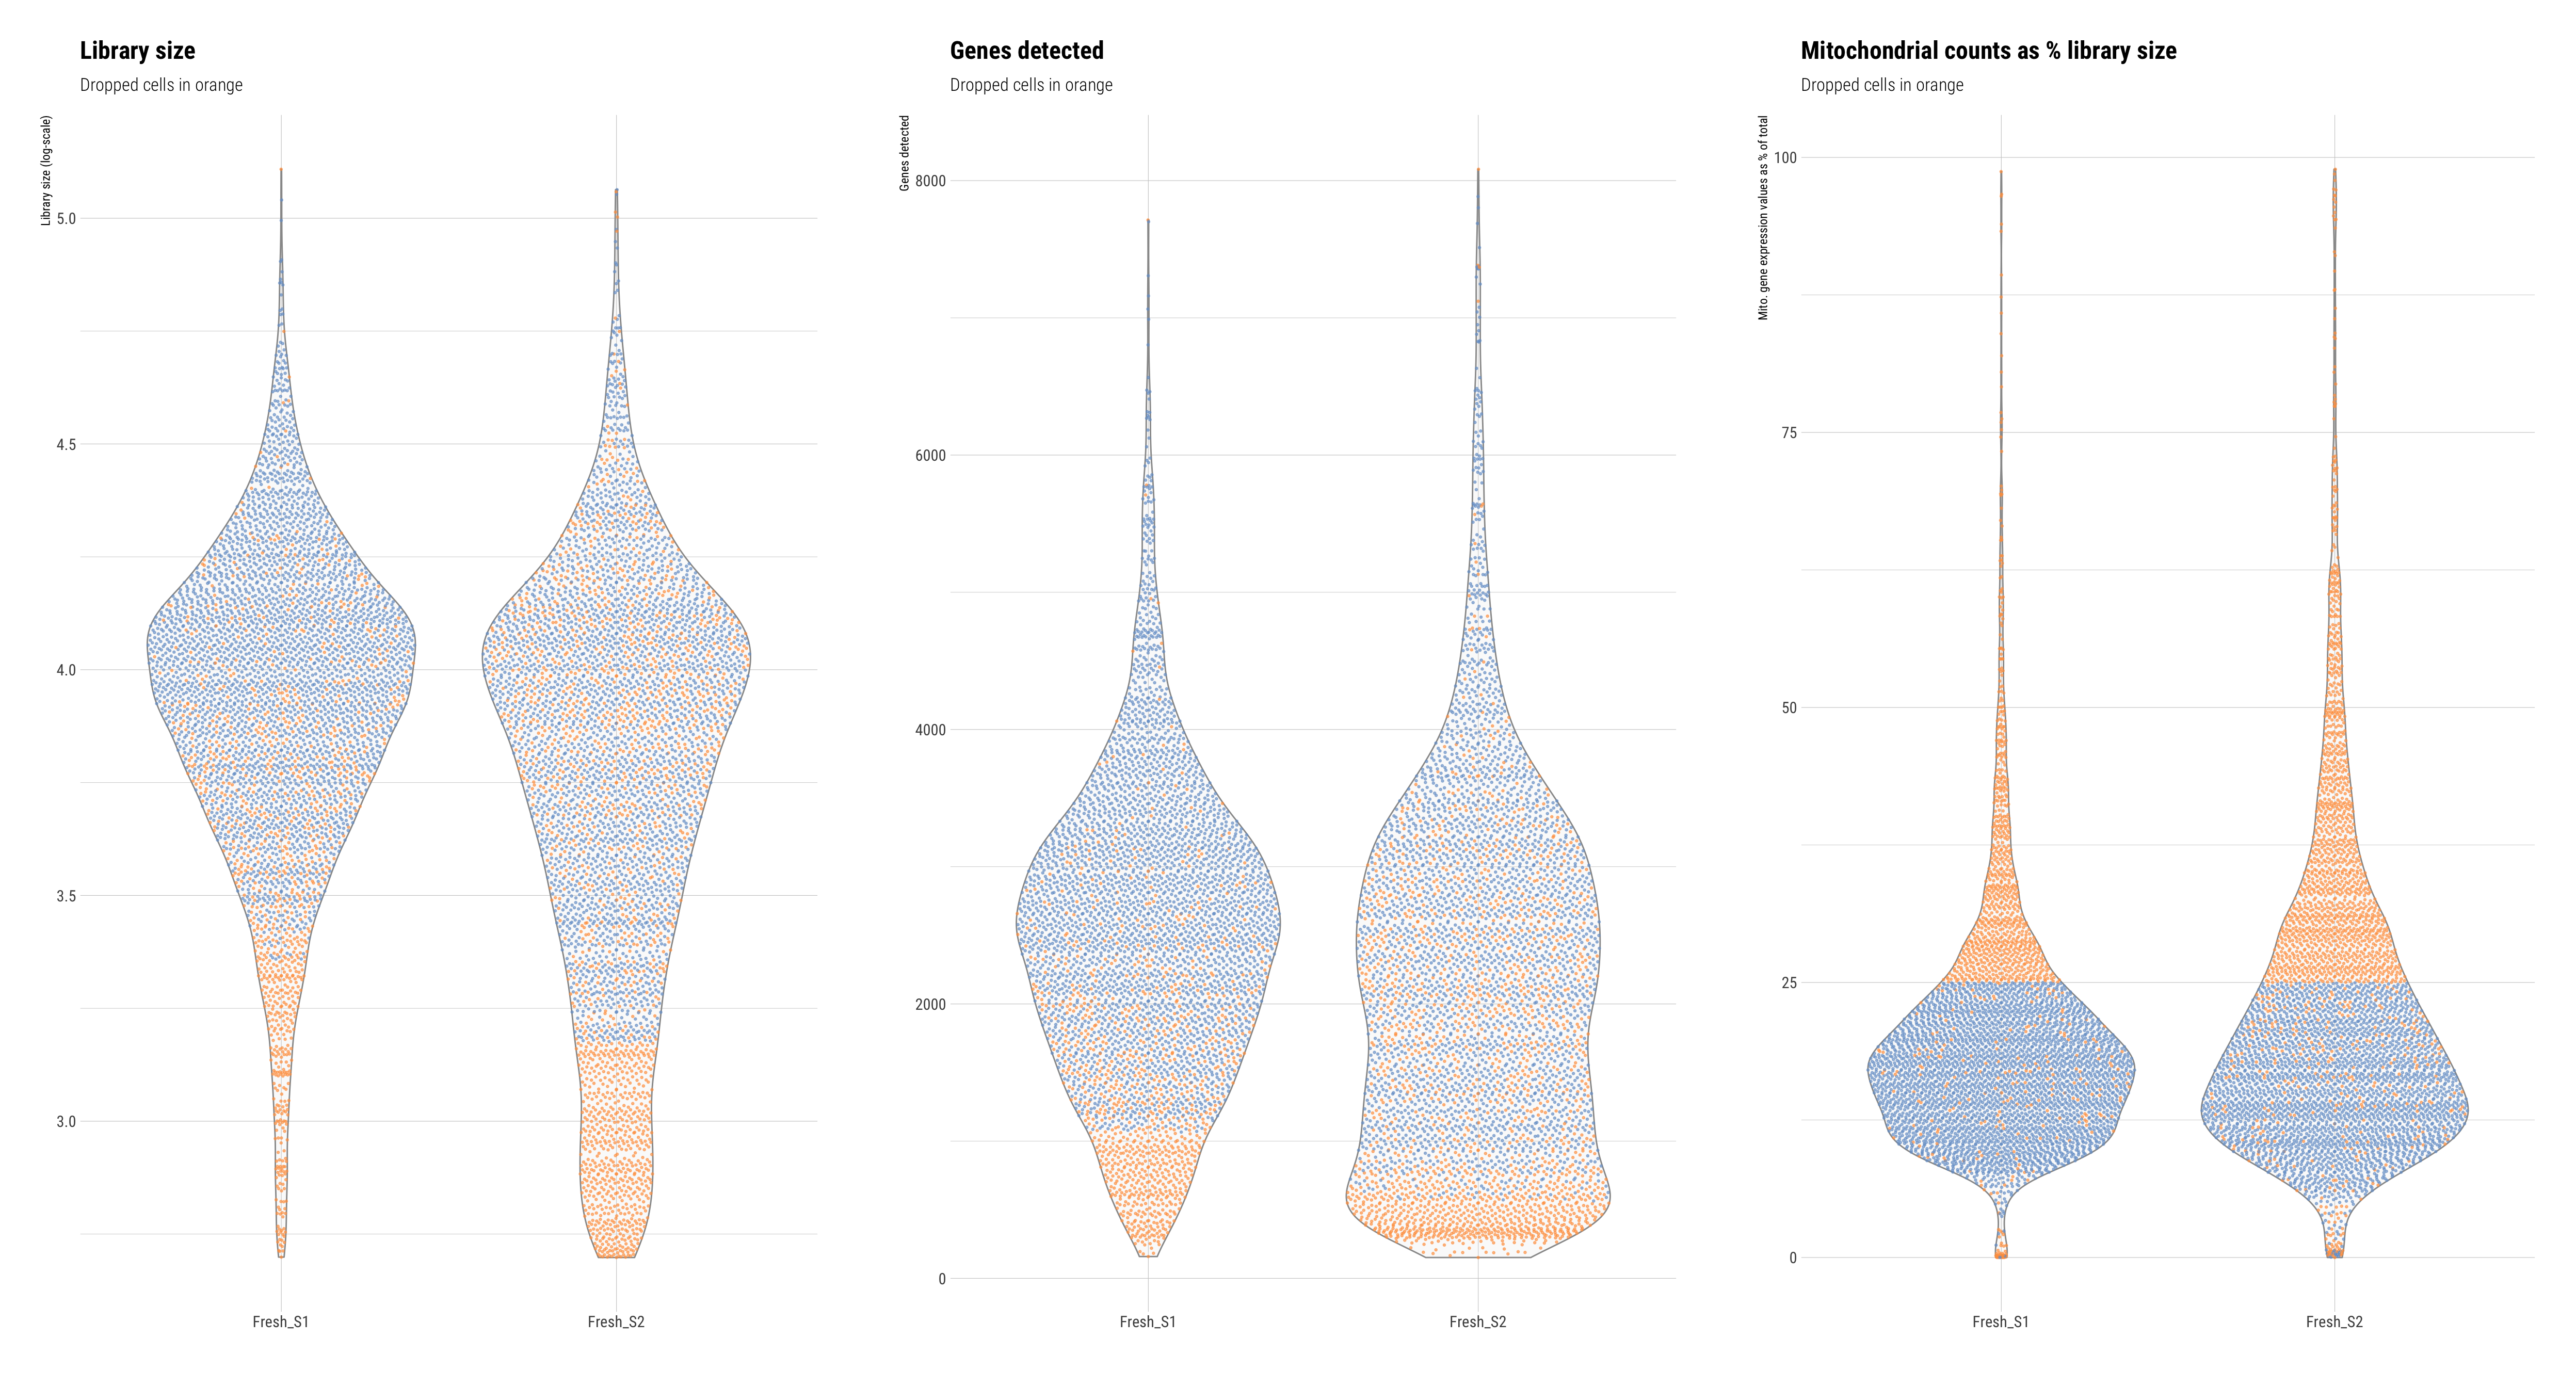 Library size
Dropped cells in orange
Library size (log-scale)
5.0
4.5
4.0
3.5
3.0
Fresh_S1
Fresh_S2
Genes detected
Dropped cells in orange
Genes detected
8000
6000
4000
2000
0
Fresh_S1
Fresh_S2
Mitochondrial counts as % library size
Dropped cells in orange
Mito. gene expression values as % of total
100
75
50
25
0
Fresh_S1
Fresh_S2